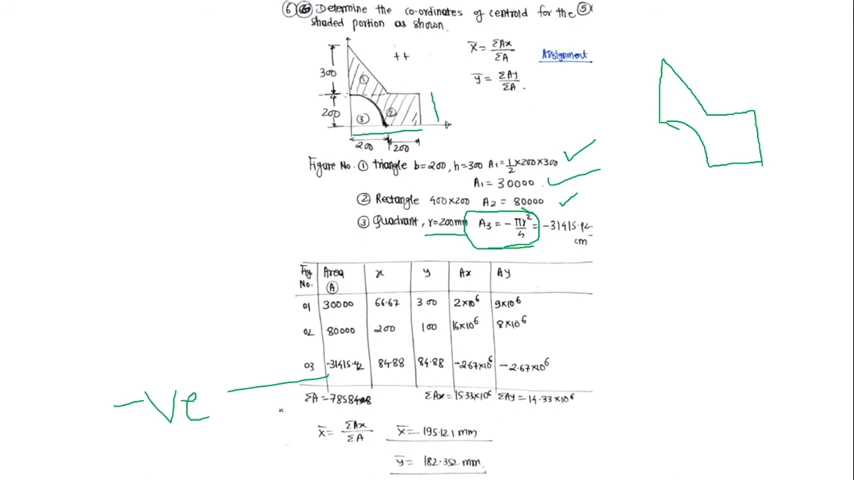 6 Determine the co-ordinates of centroid for the 5
shaded portion as shown.
++
x̄ = ΣAx / ΣA
Assignment
ȳ = ΣAy / ΣA
300
200
1
2
3
200 200
Figure No. ① triangle b=200, h=300 A1=1/2×200×300
A1=30000
② Rectangle 400×200 A2=80000
③ Quadrant, r=200mm A3 = -πr²/4 = -31415.92
cm
Fig No. Area (A) x y Ax Ay
01 30000 66.67 300 2×10⁶ 9×10⁶
02 80000 200 100 16×10⁶ 8×10⁶
03 -31415.92 84.88 84.88 -2.67×10⁶ -2.67×10⁶
-ve
ΣA = 78584.08 ΣAx = 15.33×10⁶ ΣAy = 14.33×10⁶
x̄ = ΣAx / ΣA x̄ = 195.121 mm
ȳ = 182.352 mm.